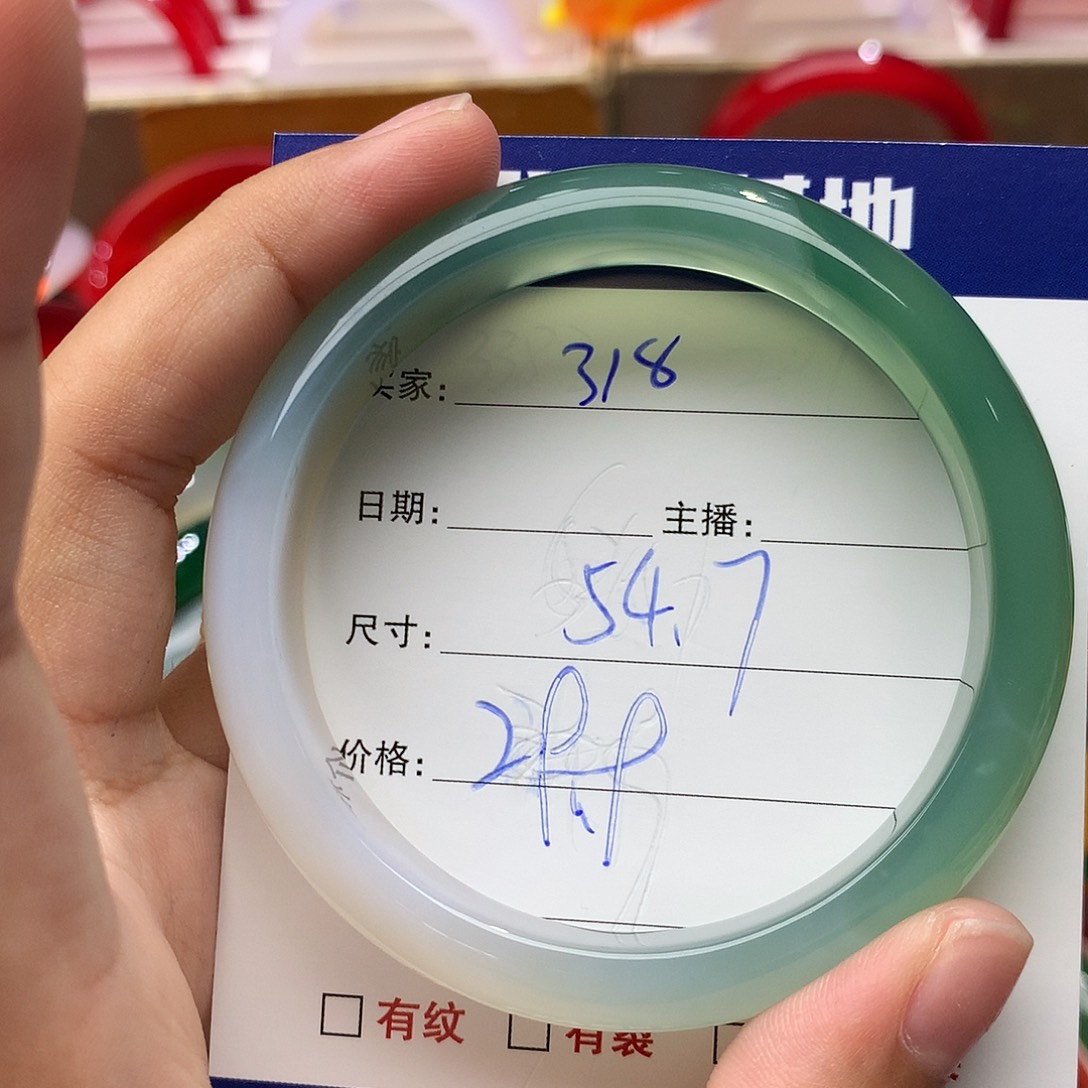 地
家: 318
日期: 主播:
尺寸: 54.7
价格:
有纹 有裂